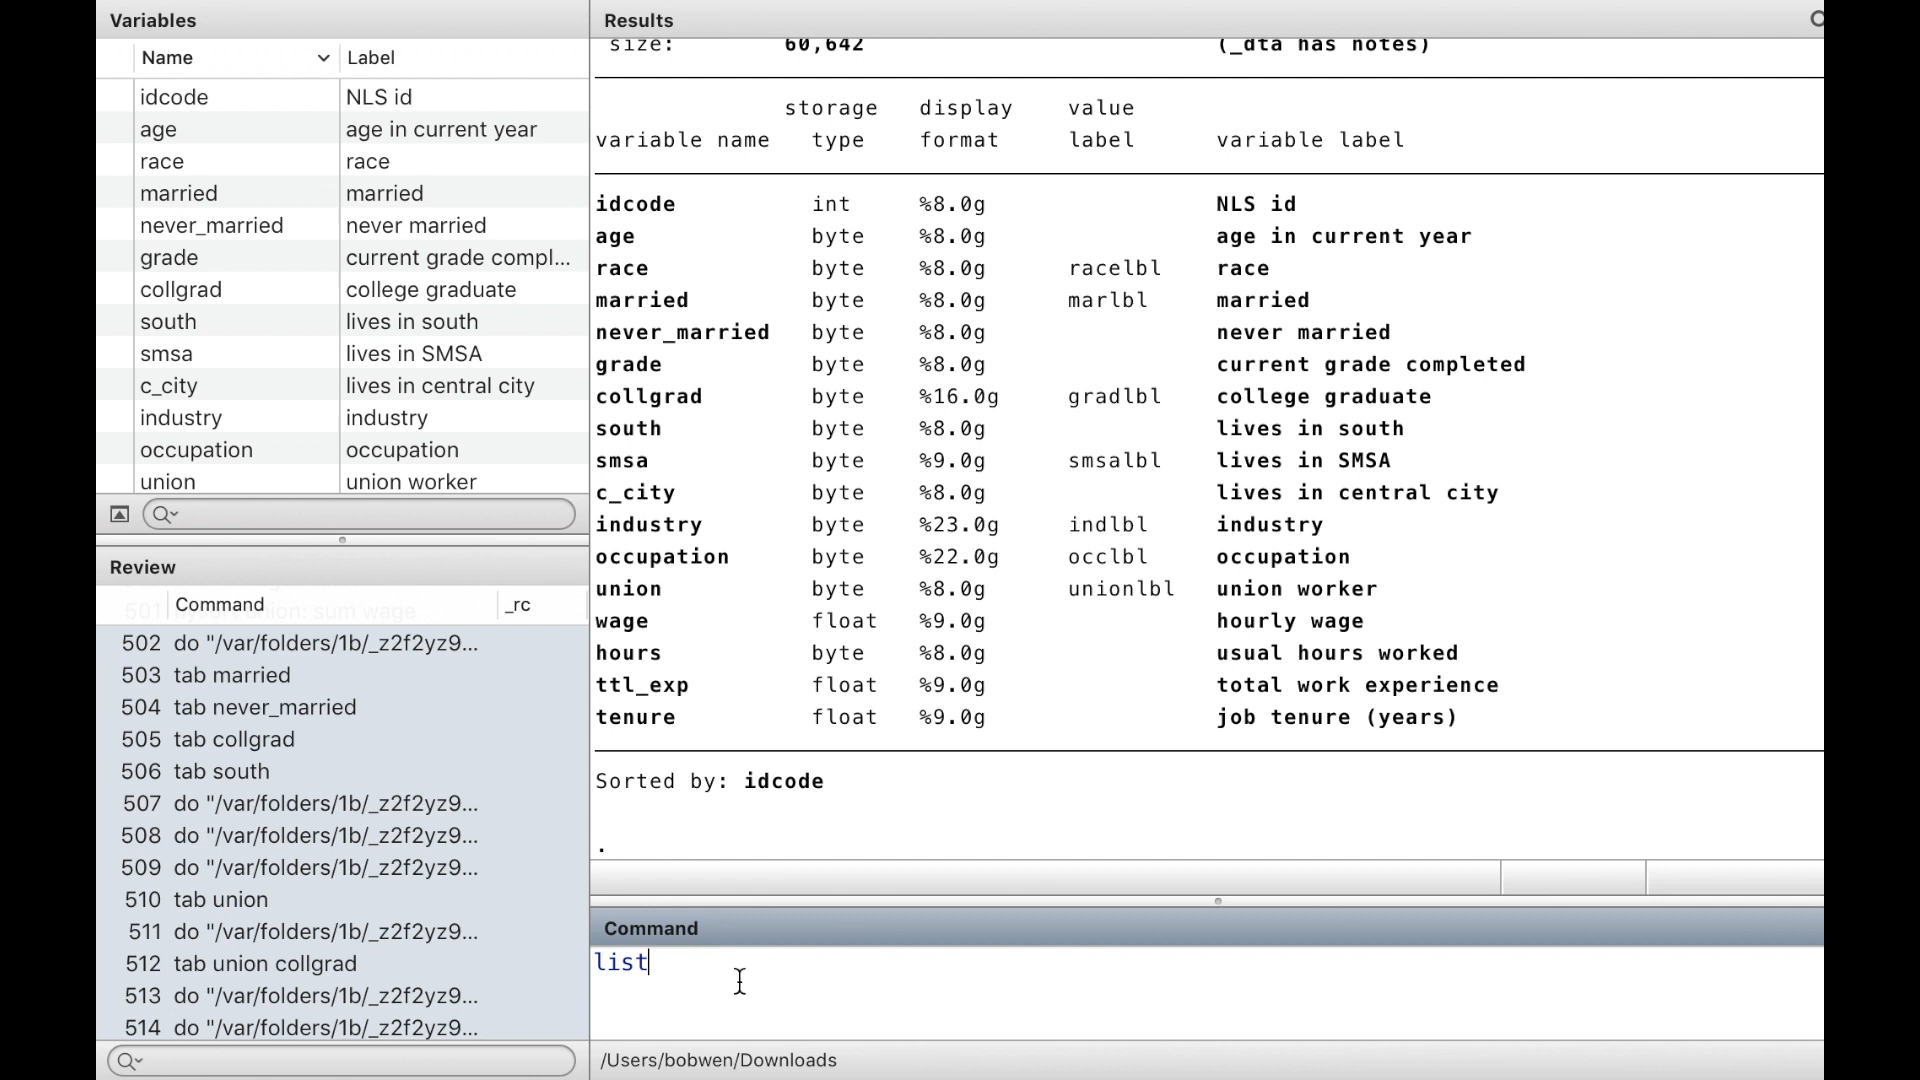 Variables
Name Label
idcode NLS id
age age in current year
race race
married married
never_married never married
grade current grade compl...
collgrad college graduate
south lives in south
smsa lives in SMSA
c_city lives in central city
industry industry
occupation occupation
union union worker
Review
Command _rc
502 do "/var/folders/1b/_z2f2yz9...
503 tab married
504 tab never_married
505 tab collgrad
506 tab south
507 do "/var/folders/1b/_z2f2yz9...
508 do "/var/folders/1b/_z2f2yz9...
509 do "/var/folders/1b/_z2f2yz9...
510 tab union
511 do "/var/folders/1b/_z2f2yz9...
512 tab union collgrad
513 do "/var/folders/1b/_z2f2yz9...
514 do "/var/folders/1b/_z2f2yz9...
Results
size: 60,642 (_dta has notes)
storage display value
variable name type format label variable label
idcode int %8.0g NLS id
age byte %8.0g age in current year
race byte %8.0g racelbl race
married byte %8.0g marlbl married
never_married byte %8.0g never married
grade byte %8.0g current grade completed
collgrad byte %16.0g gradlbl college graduate
south byte %8.0g lives in south
smsa byte %9.0g smsalbl lives in SMSA
c_city byte %8.0g lives in central city
industry byte %23.0g indlbl industry
occupation byte %22.0g occlbl occupation
union byte %8.0g unionlbl union worker
wage float %9.0g hourly wage
hours byte %8.0g usual hours worked
ttl_exp float %9.0g total work experience
tenure float %9.0g job tenure (years)
Sorted by: idcode
.
Command
list
/Users/bobwen/Downloads